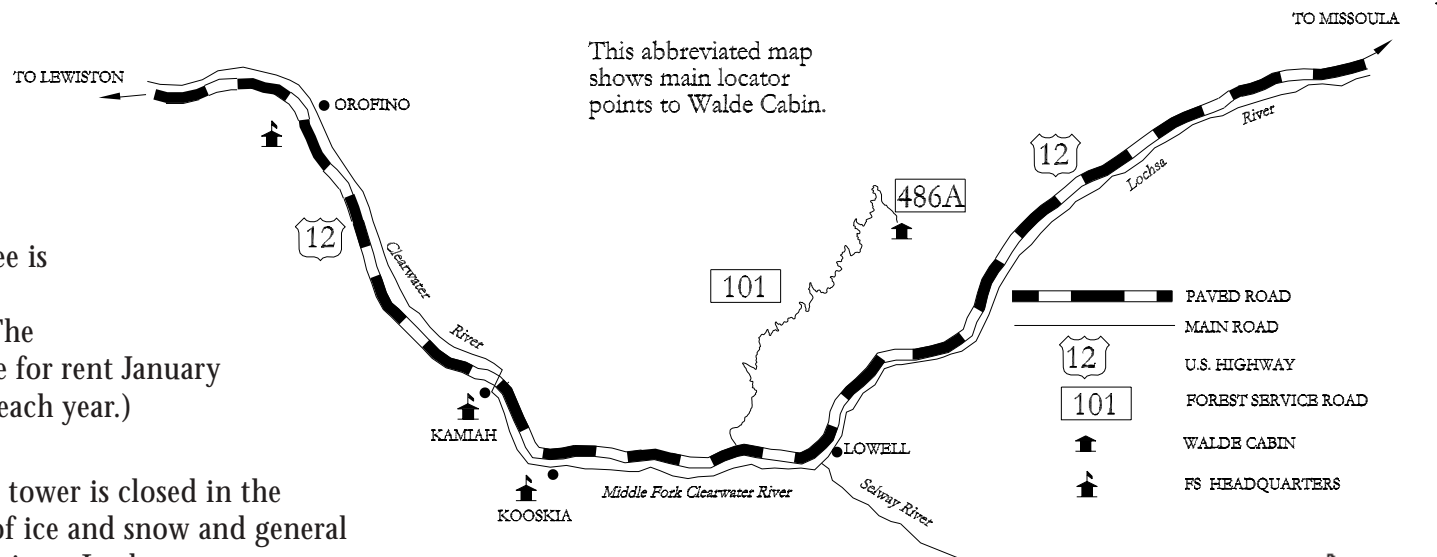 TO MISSOULA
This abbreviated map
shows main locator
points to Walde Cabin.
TO LEWISTON
OROFINO
River
12
Lochsa
486A
12
Clearwater
ee is
101
PAVED ROAD
The
River
MAIN ROAD
12
U.S. HIGHWAY
e for rent January
101
FOREST SERVICE ROAD
each year.)
KAMIAH
LOWELL
WALDE CABIN
tower is closed in the
Middle Fork Clearwater River
Selway River
FS HEADQUARTERS
KOOSKIA
of ice and snow and general